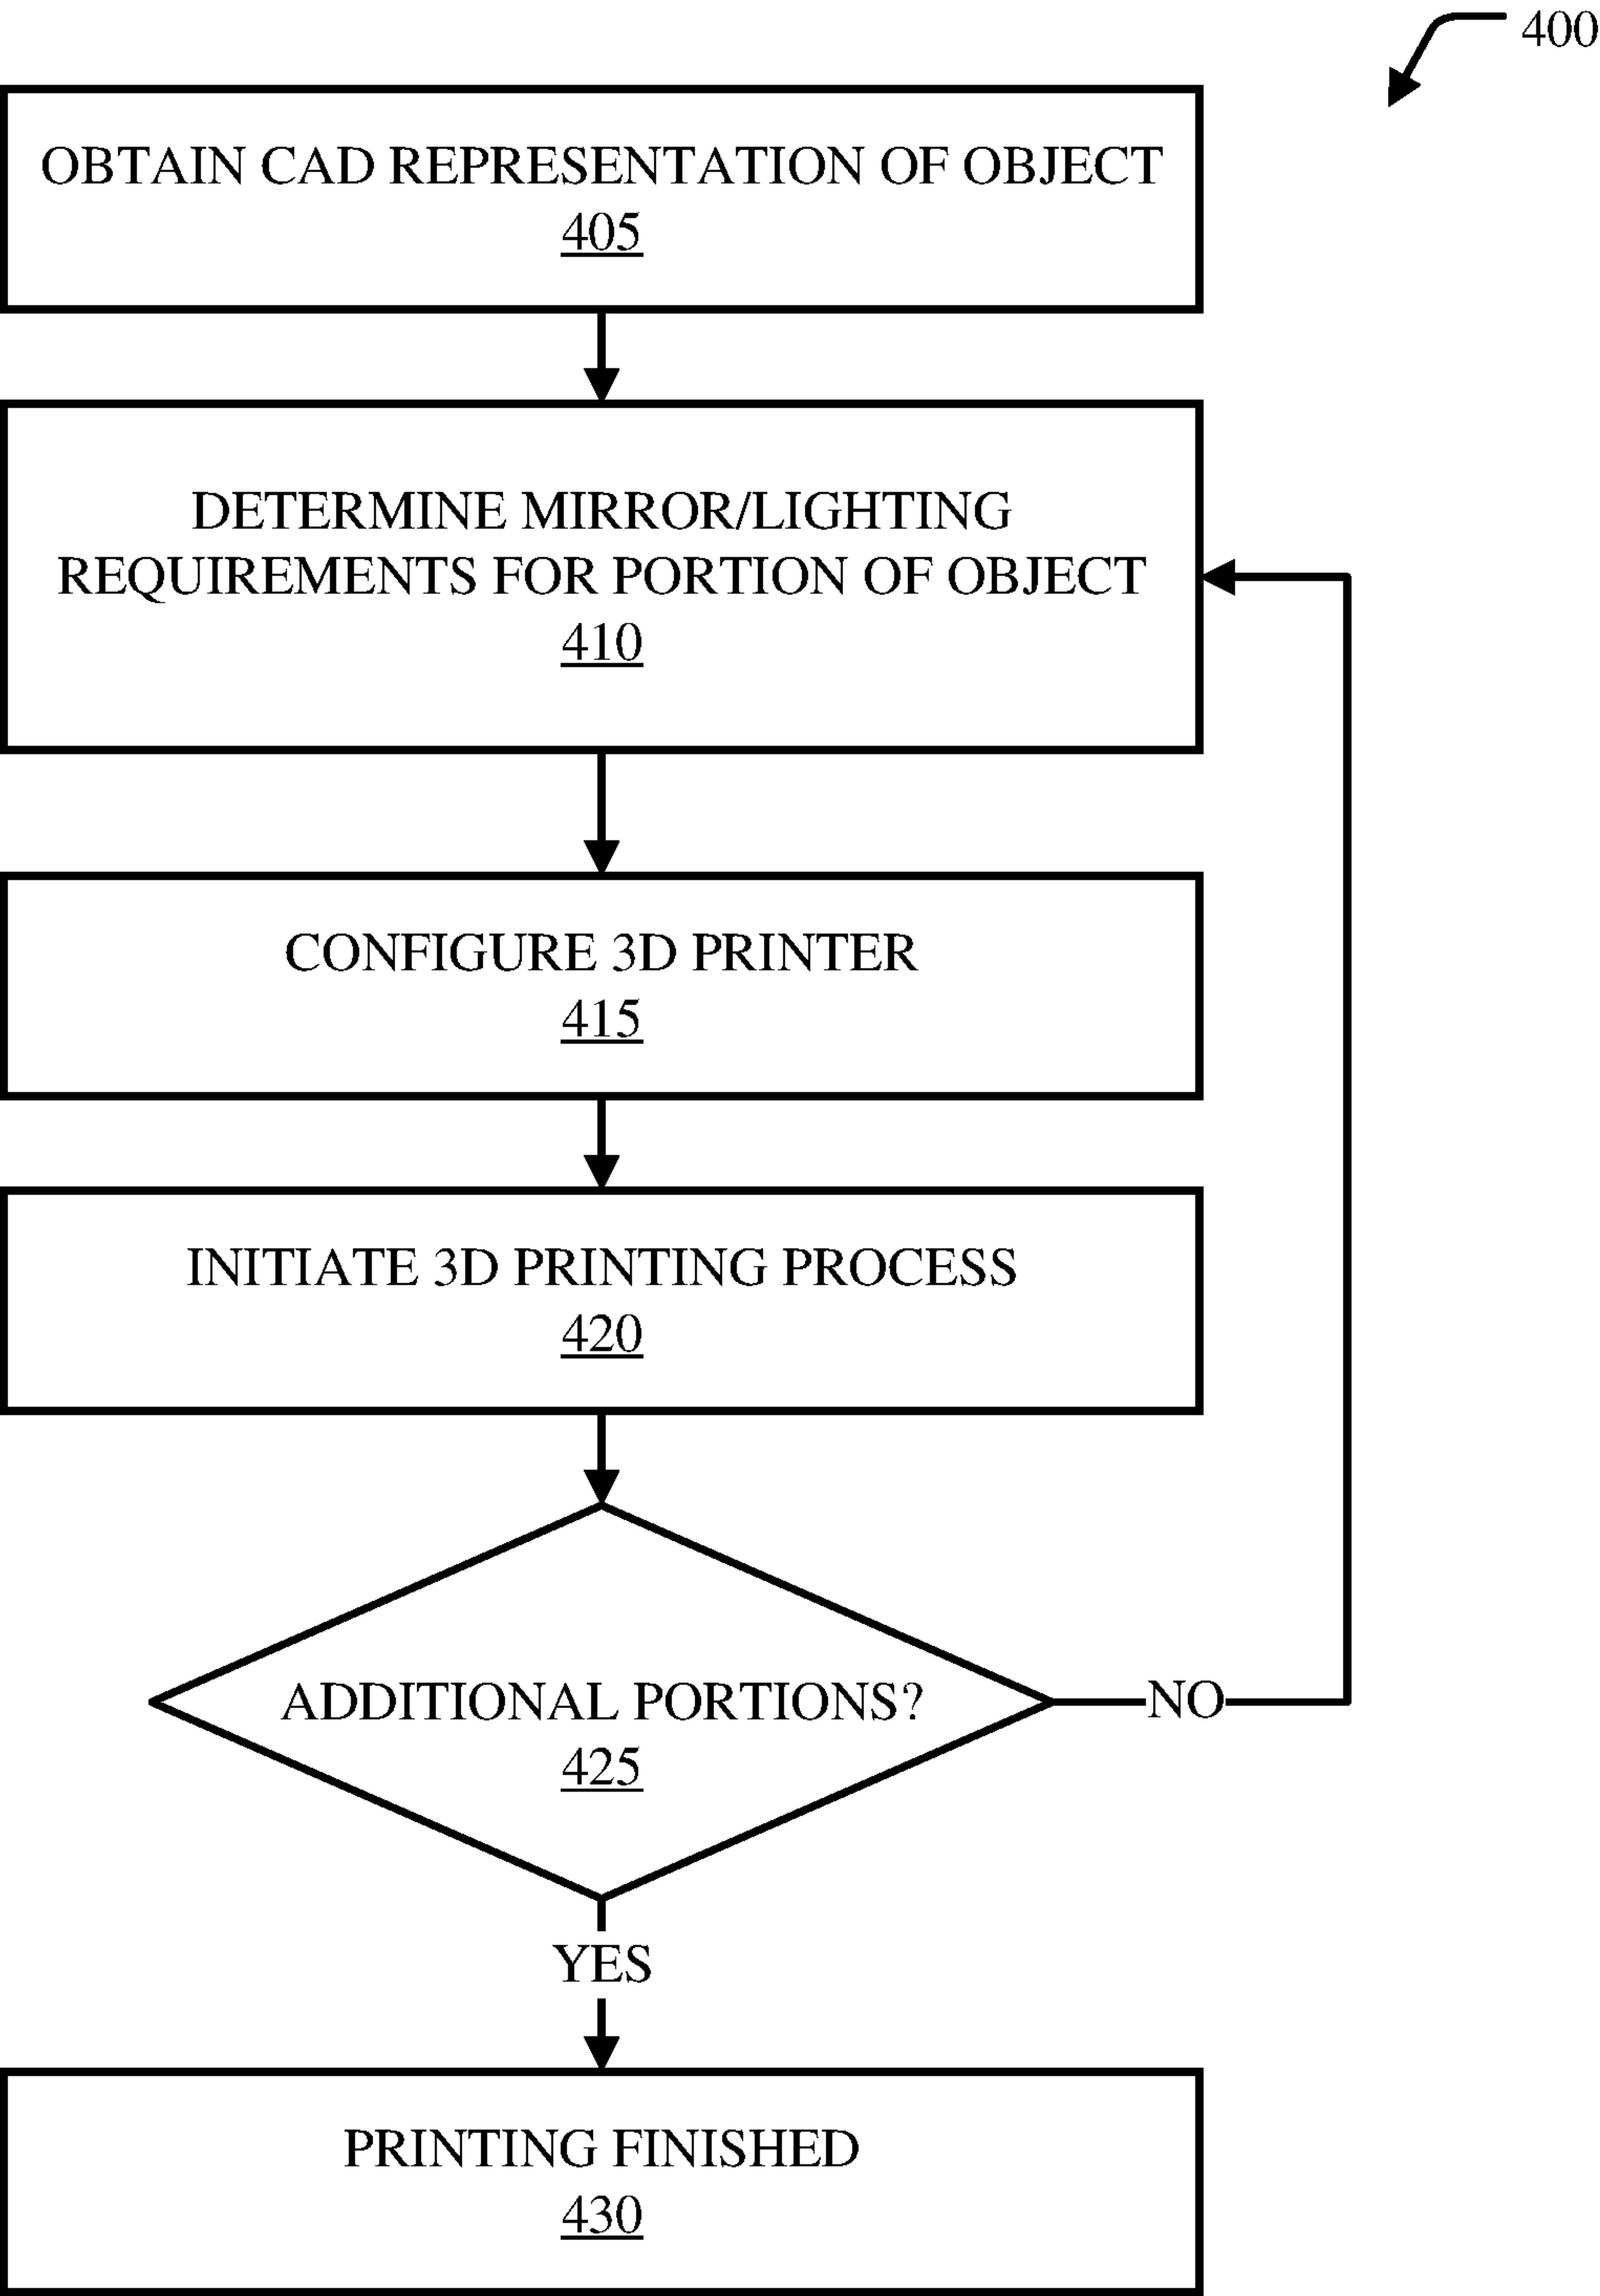 400
OBTAIN CAD REPRESENTATION OF OBJECT
405
DETERMINE MIRROR/LIGHTING
REQUIREMENTS FOR PORTION OF OBJECT
410
CONFIGURE 3D PRINTER
415
INITIATE 3D PRINTING PROCESS
420
ADDITIONAL PORTIONS?
425
NO
YES
PRINTING FINISHED
430